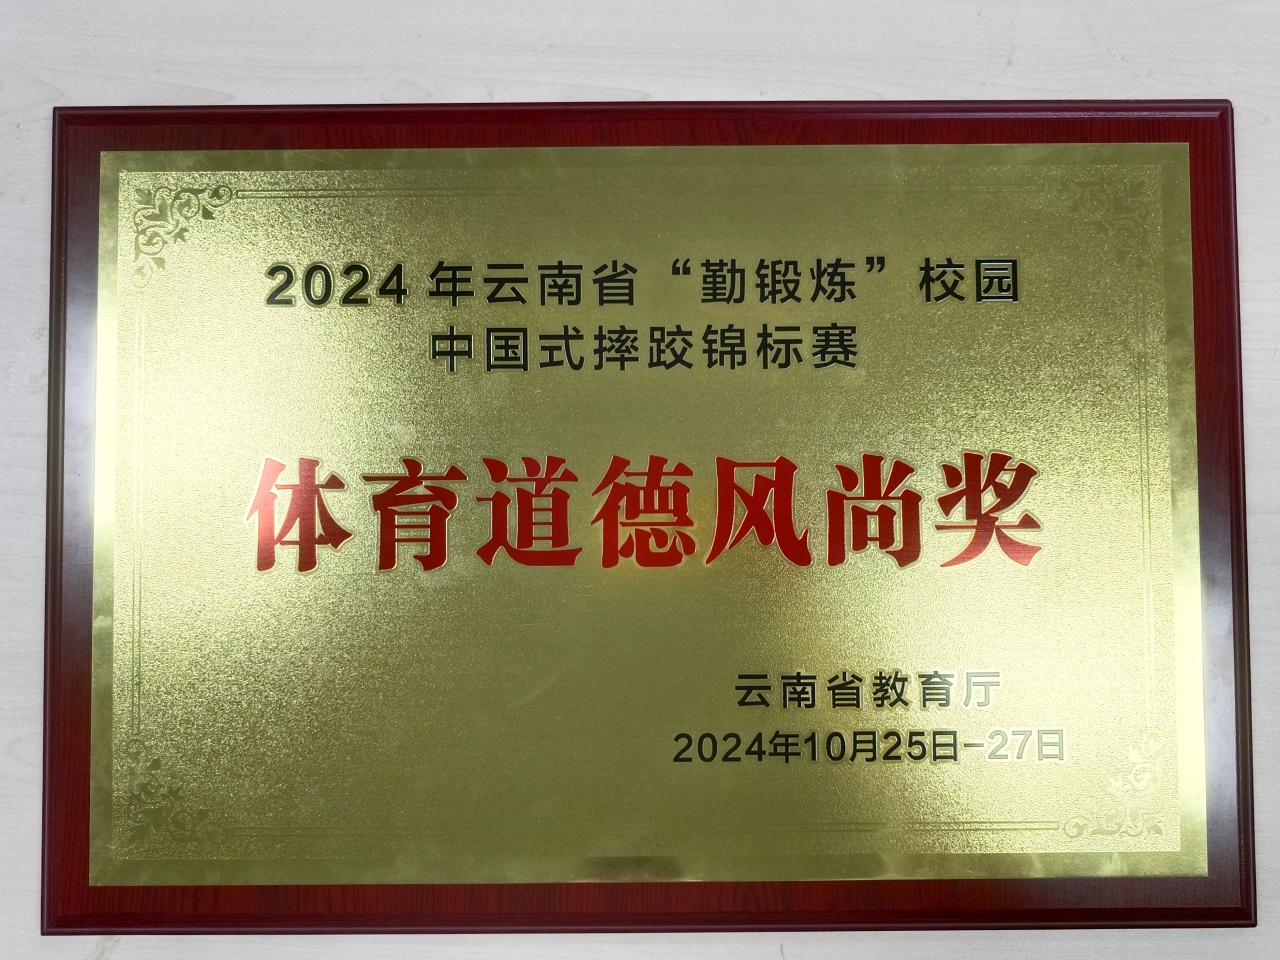 2024年云南省“勤锻炼”校园
中国式摔跤锦标赛
体育道德风尚奖
云南省教育厅
2024年10月25日-27日